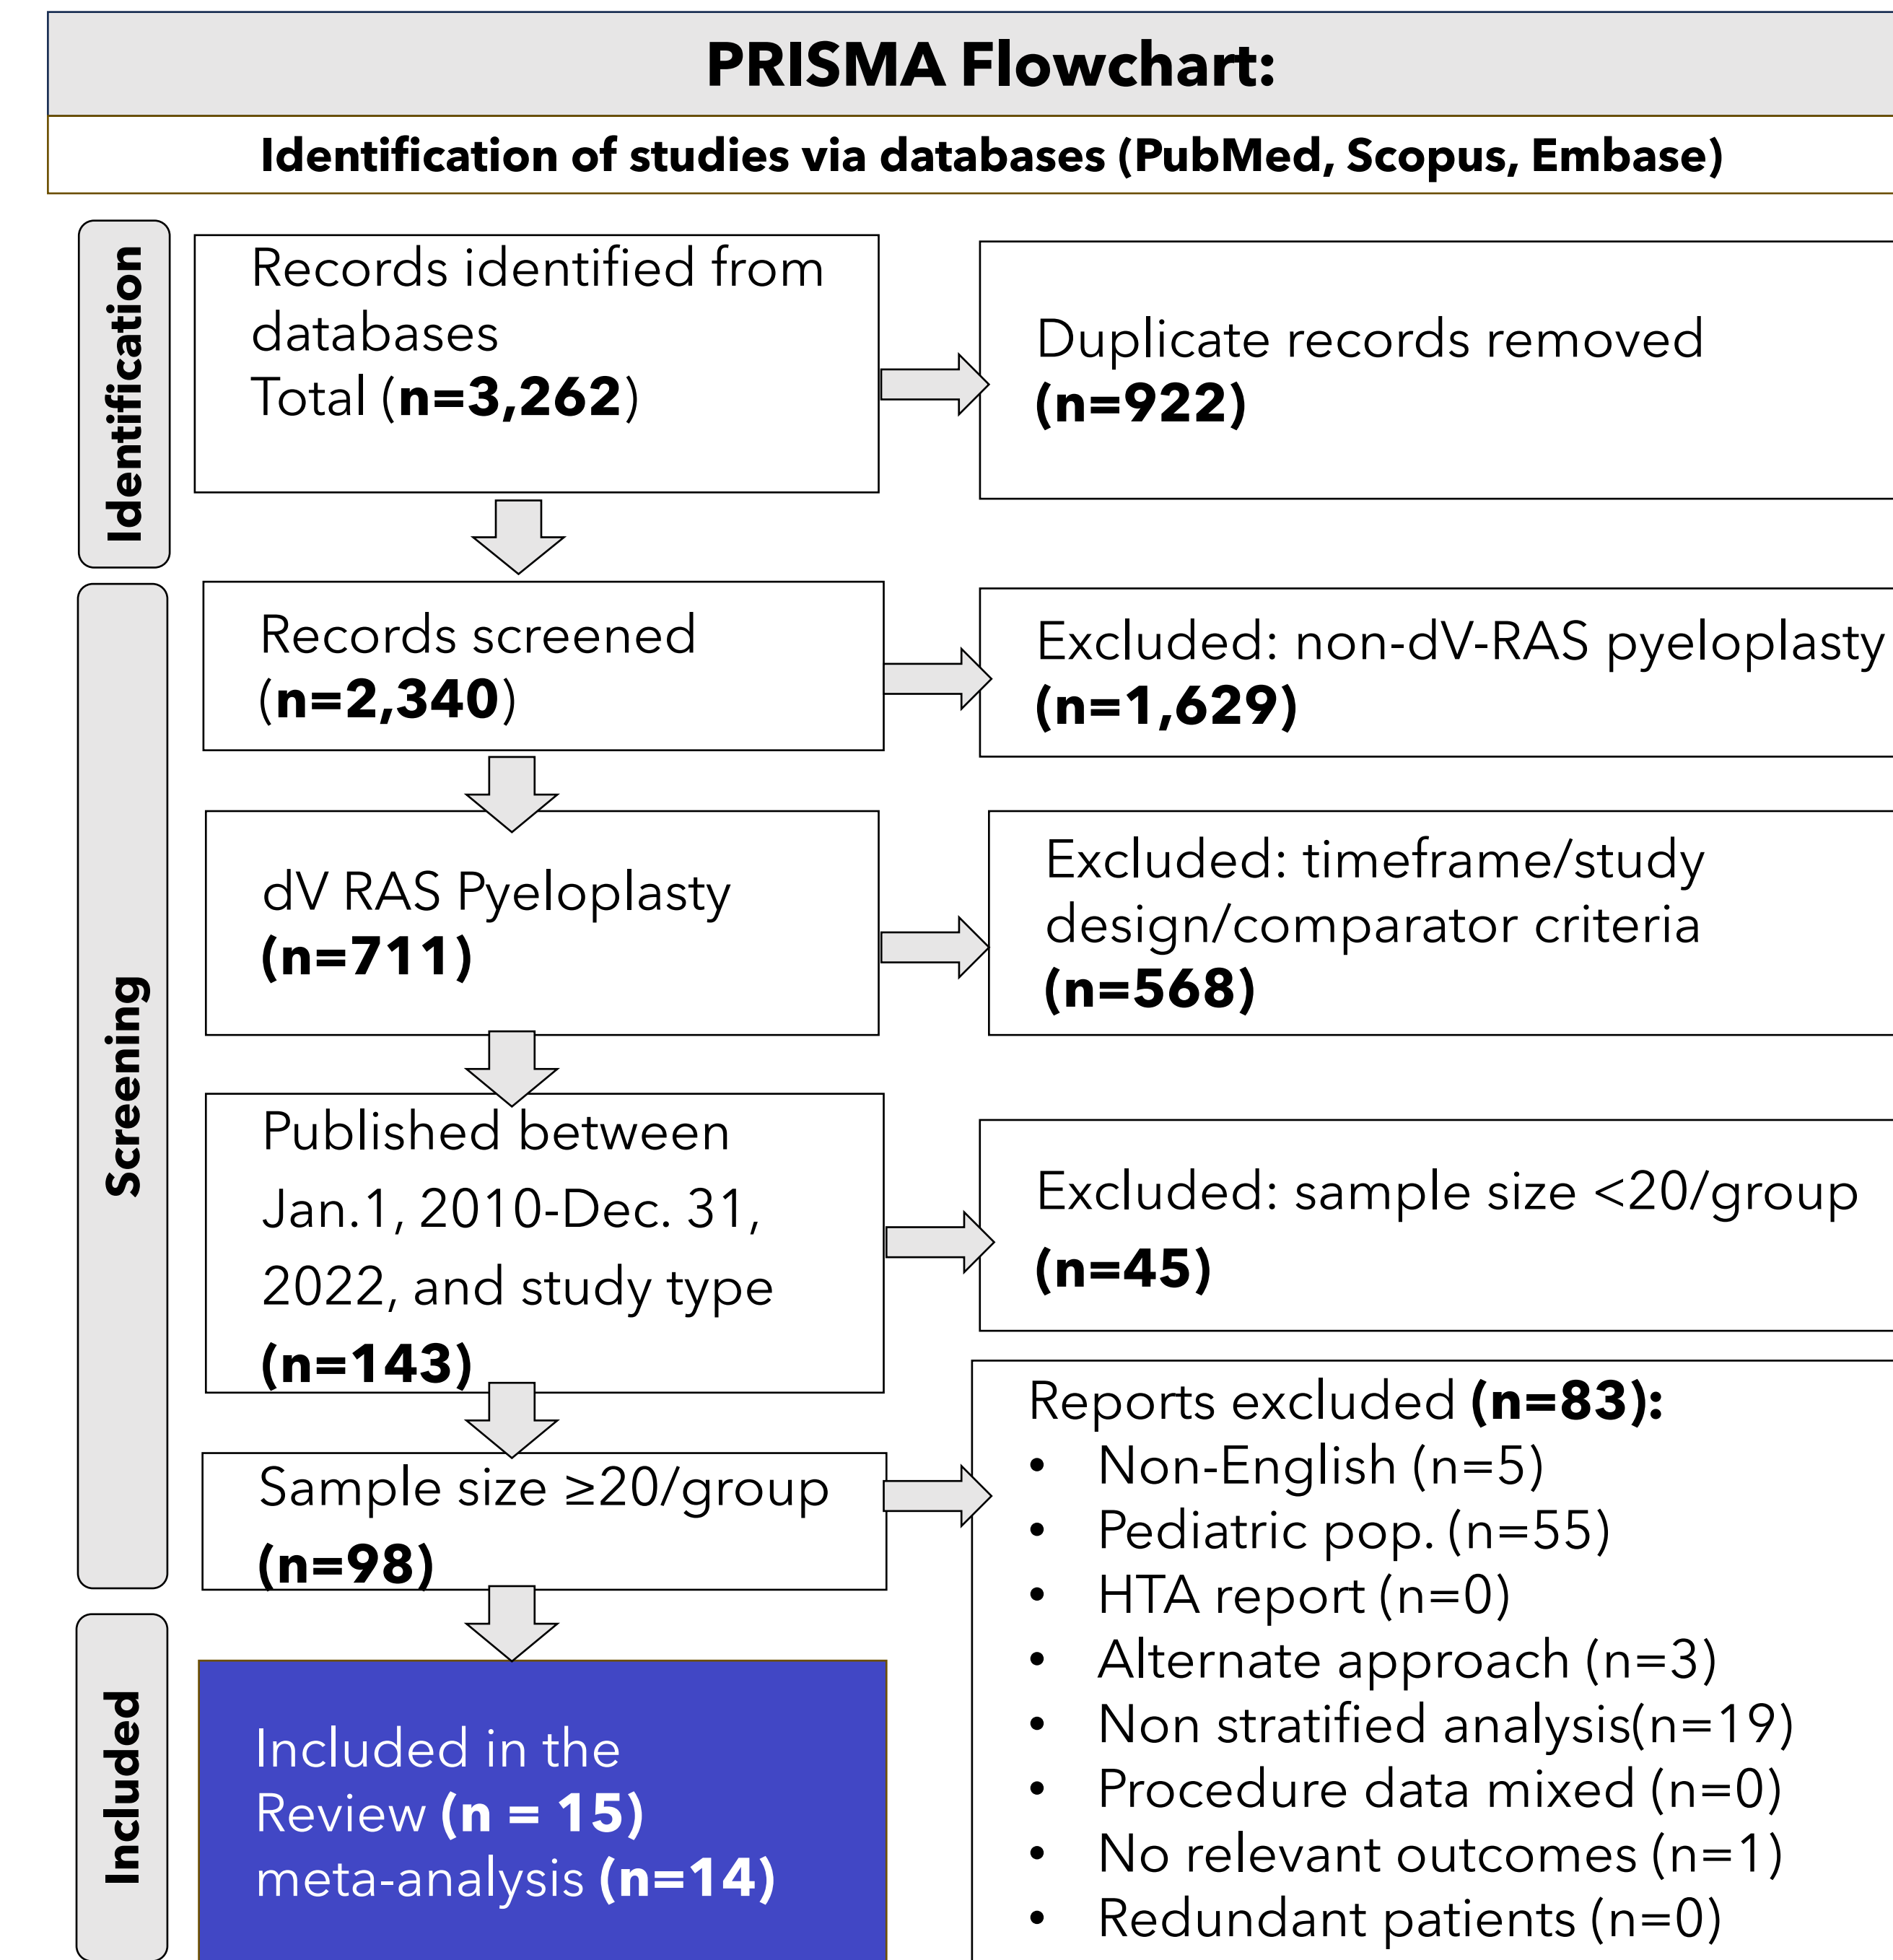 PRISMA Flowchart:
Identification of studies via databases (PubMed, Scopus, Embase)
Identification
Records identified from
databases
Total (n=3,262)
Duplicate records removed
(n=922)
Screening
Records screened
(n=2,340)
Excluded: non-dV-RAS pyeloplasty
(n=1,629)
dV RAS Pyeloplasty
(n=711)
Excluded: timeframe/study
design/comparator criteria
(n=568)
Published between
Jan.1, 2010-Dec. 31,
2022, and study type
(n=143)
Excluded: sample size <20/group
(n=45)
Sample size ≥20/group
(n=98)
Reports excluded (n=83):
• Non-English (n=5)
• Pediatric pop. (n=55)
• HTA report (n=0)
• Alternate approach (n=3)
• Non stratified analysis(n=19)
• Procedure data mixed (n=0)
• No relevant outcomes (n=1)
• Redundant patients (n=0)
Included
Included in the
Review (n = 15)
meta-analysis (n=14)